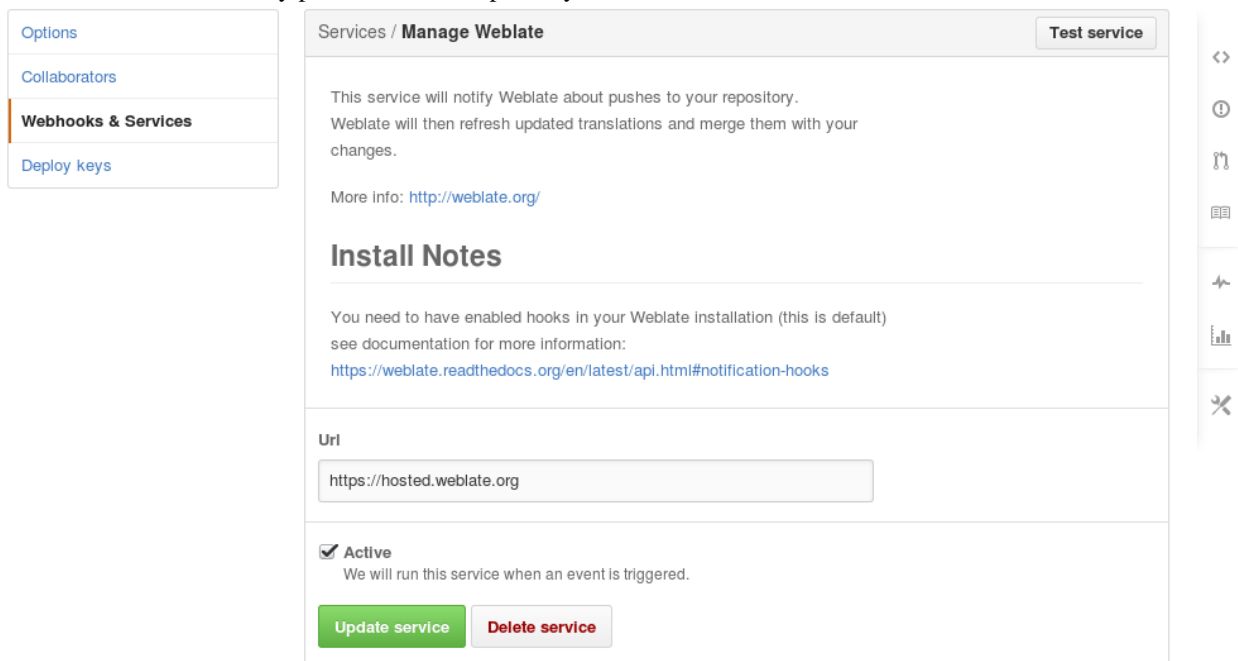 Options
Collaborators
Webhooks & Services
Deploy keys
Services / Manage Weblate
Test service
This service will notify Weblate about pushes to your repository.
Weblate will then refresh updated translations and merge them with your
changes.
More info: http://weblate.org/
Install Notes
You need to have enabled hooks in your Weblate installation (this is default)
see documentation for more information:
https://weblate.readthedocs.org/en/latest/api.html#notification-hooks
Url
https://hosted.weblate.org
Active
We will run this service when an event is triggered.
Update service
Delete service